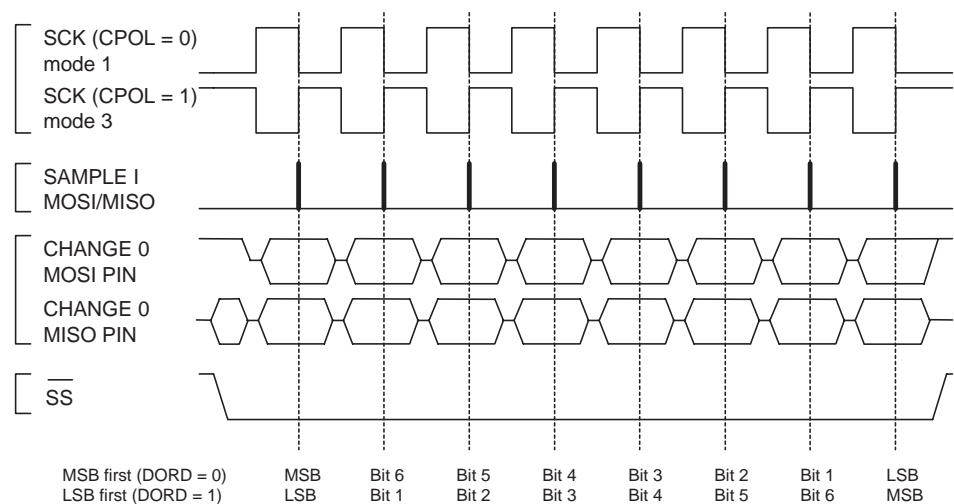 SCK (CPOL = 0)
mode 1
SCK (CPOL = 1)
mode 3
SAMPLE I
MOSI/MISO
CHANGE 0
MOSI PIN
CHANGE 0
MISO PIN
SS
MSB first (DORD = 0) MSB Bit 6 Bit 5 Bit 4 Bit 3 Bit 2 Bit 1 LSB
LSB first (DORD = 1) LSB Bit 1 Bit 2 Bit 3 Bit 4 Bit 5 Bit 6 MSB